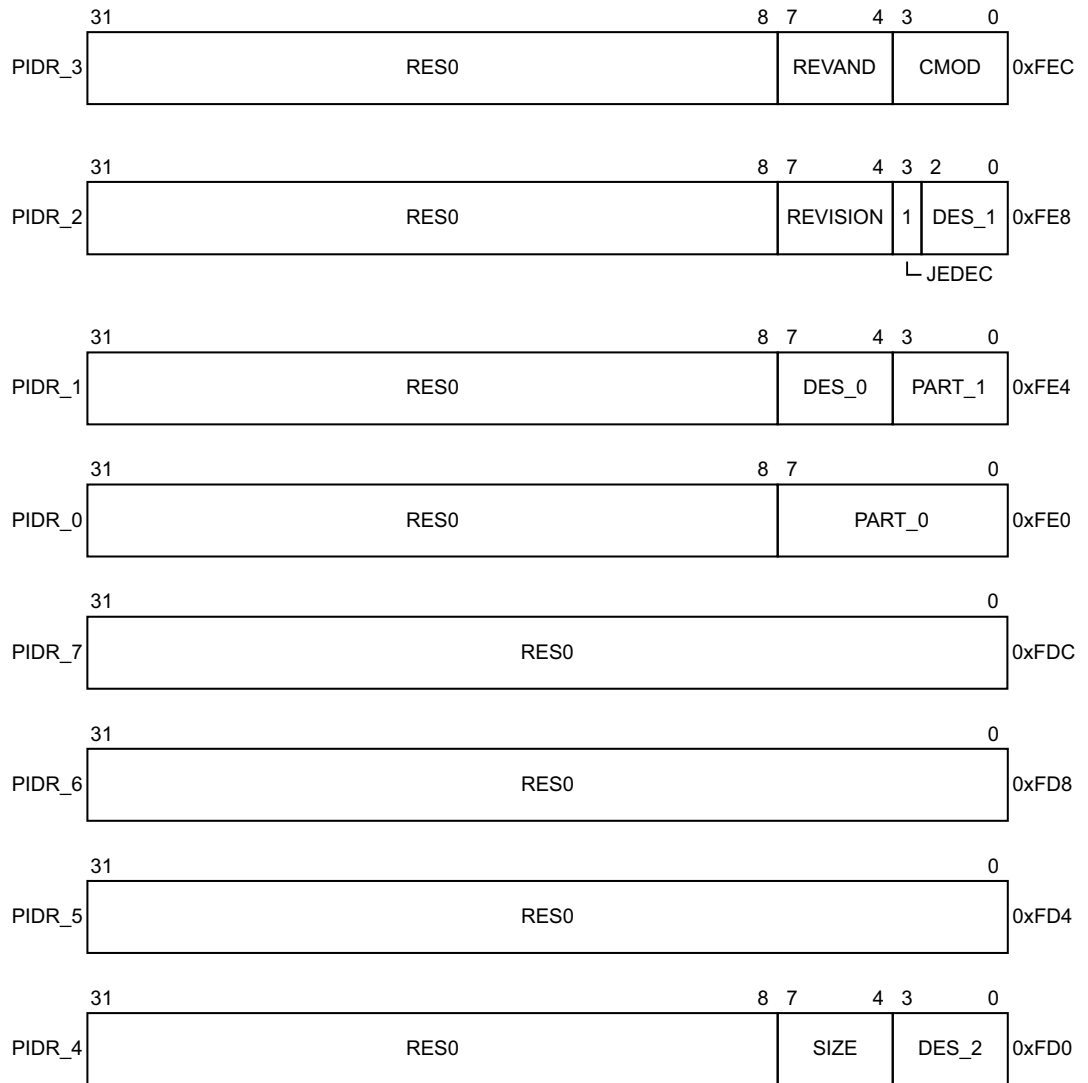 31 8 7 4 3 0
PIDR_3 RES0 REVAND CMOD 0xFEC
31 8 7 4 3 2 0
PIDR_2 RES0 REVISION 1 DES_1 0xFE8
JEDEC
31 8 7 4 3 0
PIDR_1 RES0 DES_0 PART_1 0xFE4
31 8 7 0
PIDR_0 RES0 PART_0 0xFE0
31 0
PIDR_7 RES0 0xFDC
31 0
PIDR_6 RES0 0xFD8
31 0
PIDR_5 RES0 0xFD4
31 8 7 4 3 0
PIDR_4 RES0 SIZE DES_2 0xFD0